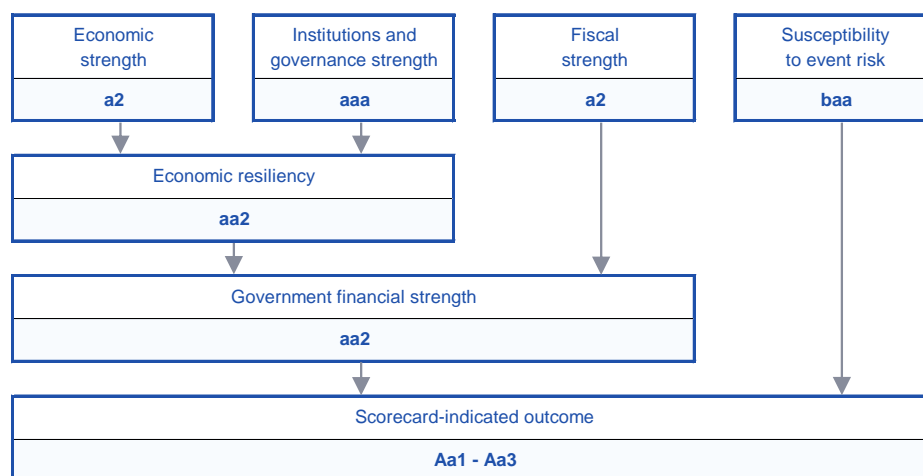 Economic
strength
a2
Institutions and
governance strength
aaa
Fiscal
strength
a2
Susceptibility
to event risk
baa
Economic resiliency
aa2
Government financial strength
aa2
Scorecard-indicated outcome
Aa1 - Aa3